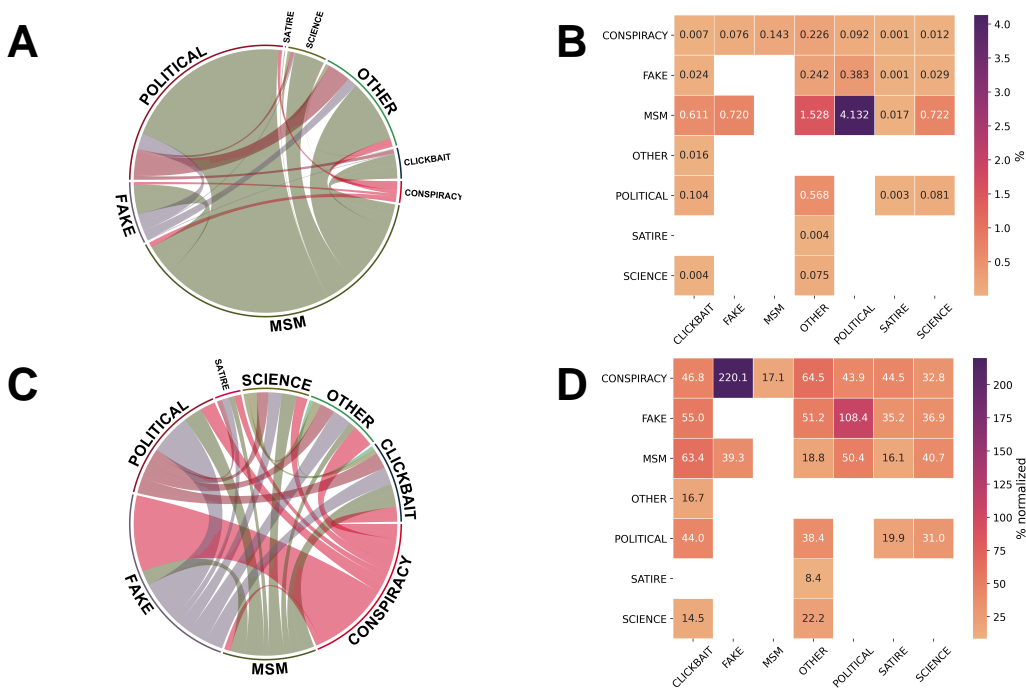 A
POLITICAL
SATIRE
SCIENCE
OTHER
CLICKBAIT
CONSPIRACY
FAKE
MSM
B
CONSPIRACY 0.007 0.076 0.143 0.226 0.092 0.001 0.012
FAKE 0.024 0.242 0.383 0.001 0.029
MSM 0.611 0.720 1.528 4.132 0.017 0.722
OTHER 0.016
POLITICAL 0.104 0.568 0.003 0.081
SATIRE 0.004
SCIENCE 0.004 0.075
CLICKBAIT FAKE MSM OTHER POLITICAL SATIRE SCIENCE
4.0
3.5
3.0
2.5
2.0
1.5
1.0
0.5
%
C
POLITICAL
SATIRE
SCIENCE
OTHER
CLICKBAIT
CONSPIRACY
FAKE
MSM
D
CONSPIRACY 46.8 220.1 17.1 64.5 43.9 44.5 32.8
FAKE 55.0 51.2 108.4 35.2 36.9
MSM 63.4 39.3 18.8 50.4 16.1 40.7
OTHER 16.7
POLITICAL 44.0 38.4 19.9 31.0
SATIRE 8.4
SCIENCE 14.5 22.2
CLICKBAIT FAKE MSM OTHER POLITICAL SATIRE SCIENCE
200
175
150
125
100
75
50
25
% normalized